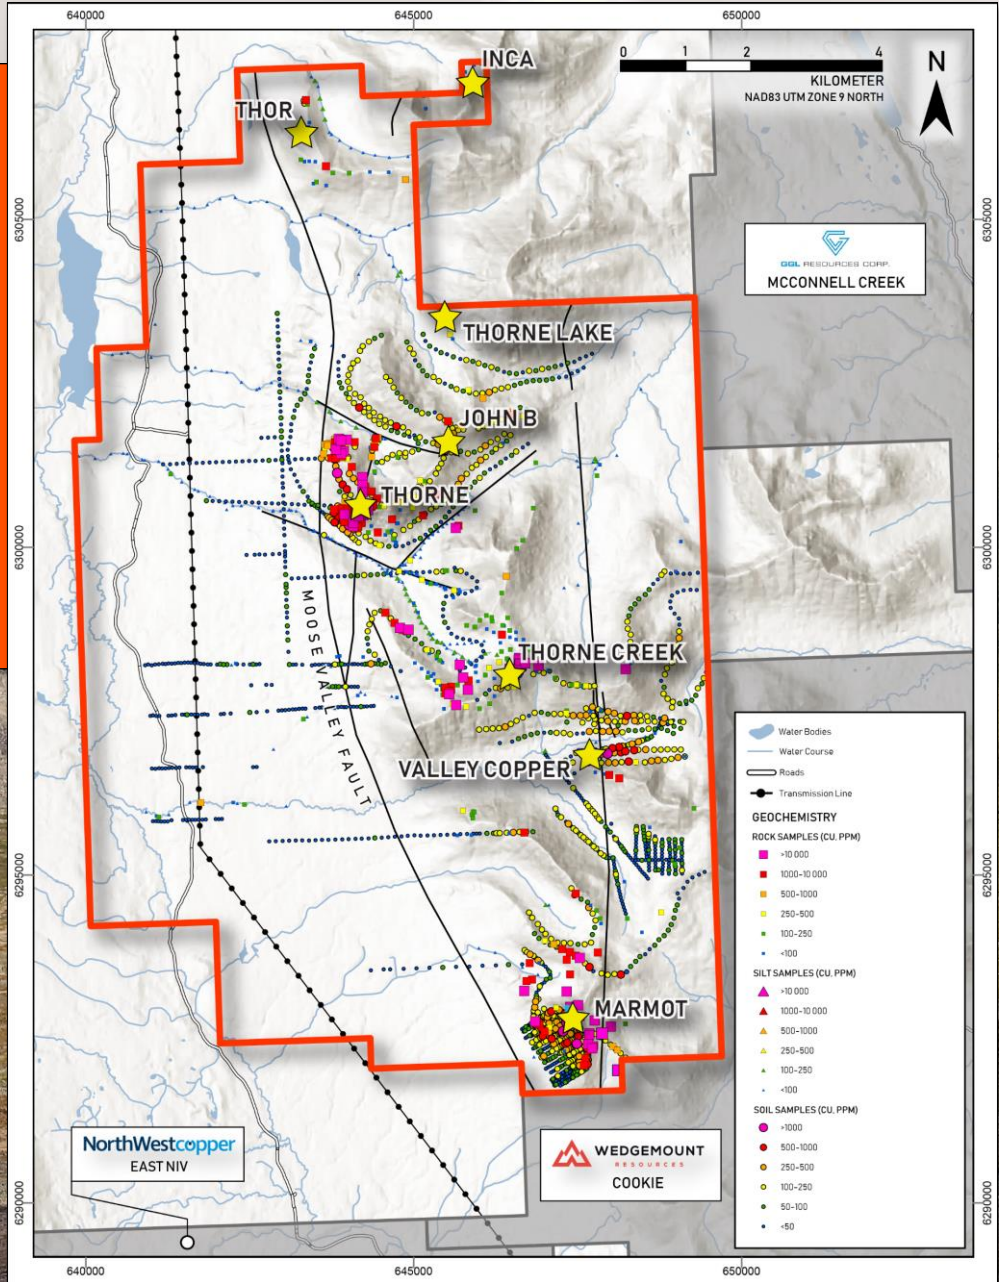 640000
645000
650000
INCA
0 1 2 4
KILOMETER
NAD83 UTM ZONE 9 NORTH
N
THOR
6305000
6305000
GGL RESOURCES CORP.
MCCONNELL CREEK
THORNE LAKE
JOHN B
THORNE
6300000
6300000
MOOSE VALLEY FAULT
THORNE CREEK
VALLEY COPPER
6295000
6295000
MARMOT
Water Bodies
Water Course
Roads
Transmission Line
GEOCHEMISTRY
ROCK SAMPLES (CU. PPM)
>10 000
1000-10 000
500-1000
250-500
100-250
<100
SILT SAMPLES (CU. PPM)
>10 000
1000-10 000
500-1000
250-500
100-250
<100
SOIL SAMPLES (CU. PPM)
>1000
500-1000
250-500
100-250
50-100
<50
NorthWestcopper
EAST NIV
WEDGEMOUNT
RESOURCES
COOKIE
6290000
6290000
640000
645000
650000